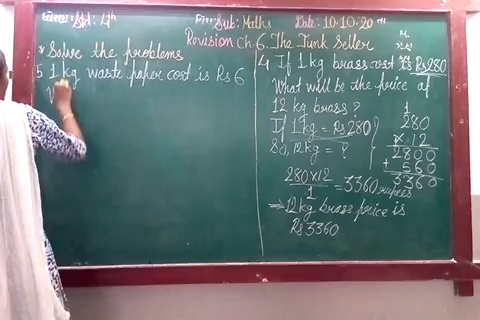 Std: 4th
Sub: Maths
Date: 10-10-20
Revision Ch-6. The Junk Seller
* Solve the problems
5 1 kg waste paper cost is Rs 6
4 If 1 kg brass cost is Rs 280
What will be the price of
12 kg brass?
If 1 kg = Rs 280
So, 12 kg = ?
280×12
1
= 3360 rupees
⇒ 12 kg brass price is
Rs 3360
1
280
× 12
2800
+ 560
3360